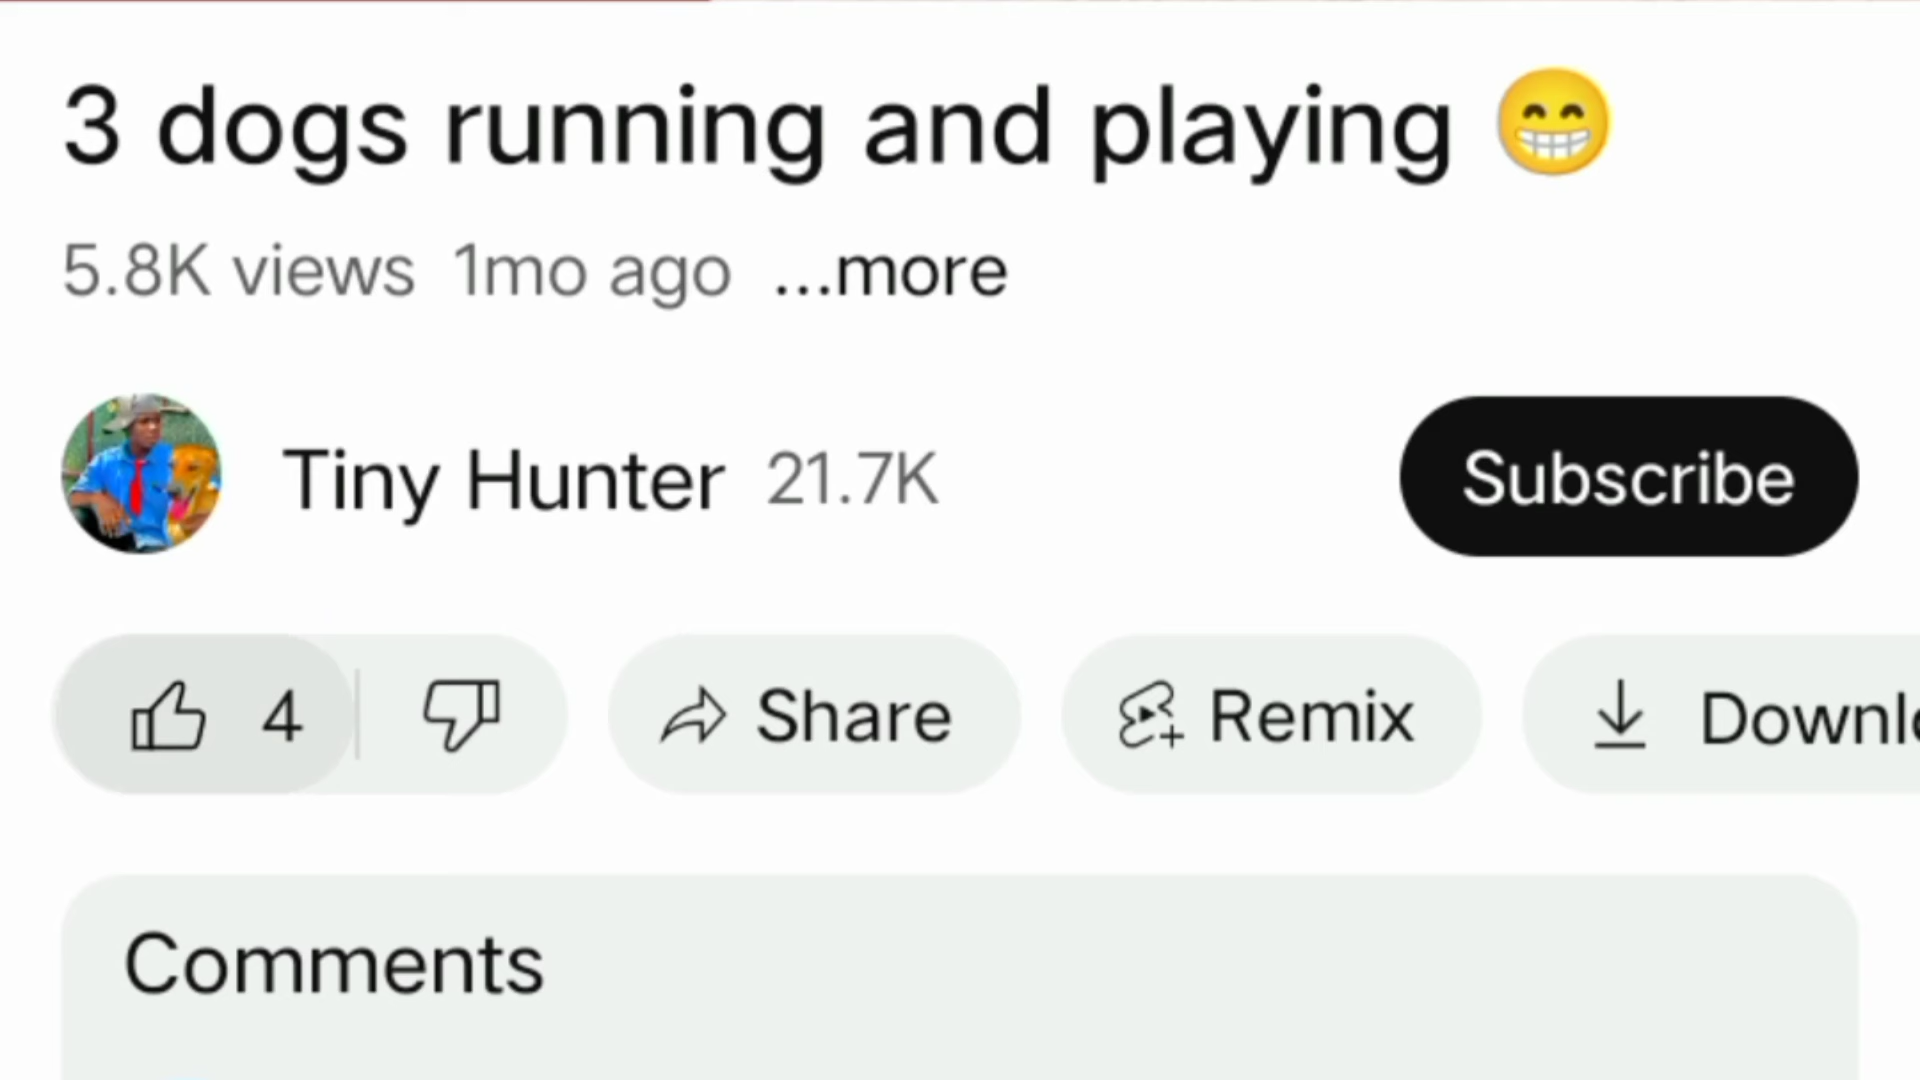 3 dogs running and playing 😁
5.8K views 1mo ago ...more
Tiny Hunter 21.7K
Subscribe
4 Share Remix Downlo
Comments